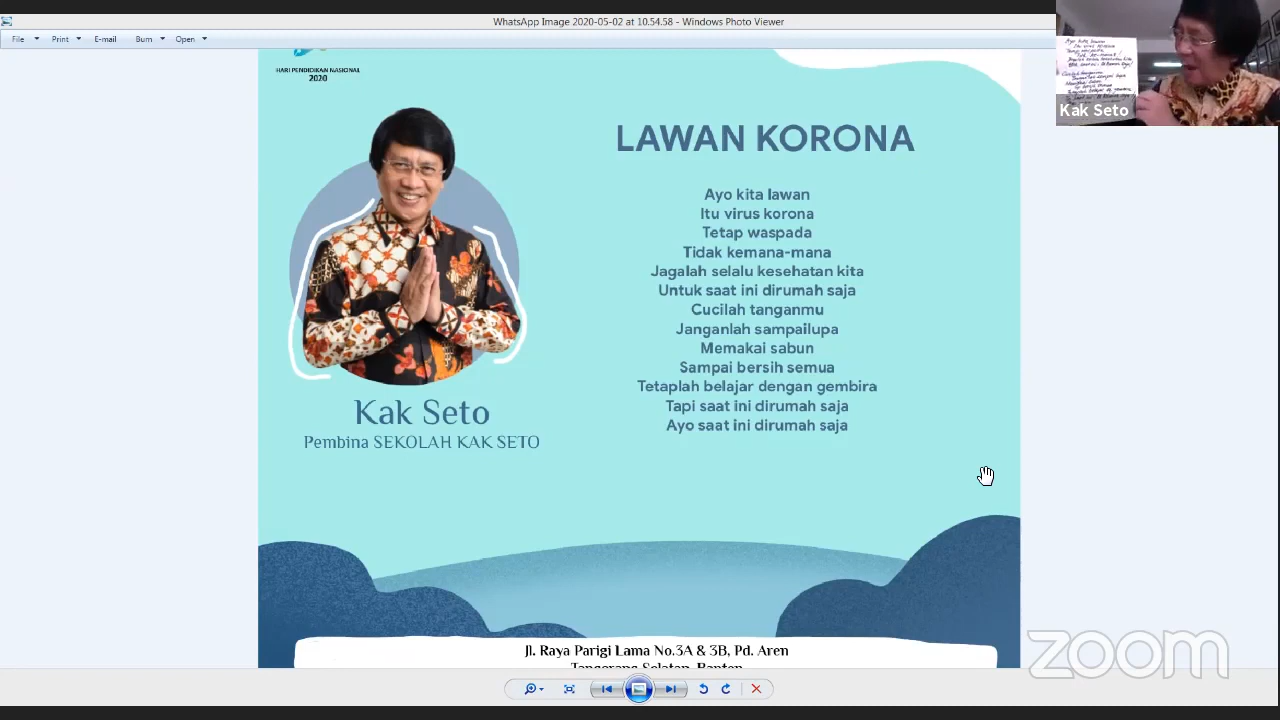 WhatsApp Image 2020-05-02 at 10.54.58 - Windows Photo Viewer
File Print E-mail Burn Open
HARI PENDIDIKAN NASIONAL
2020
LAWAN KORONA
Ayo kita lawan
Itu virus korona
Tetap waspada
Tidak kemana-mana
Jagalah selalu kesehatan kita
Untuk saat ini dirumah saja
Cucilah tanganmu
Janganlah sampailupa
Memakai sabun
Sampai bersih semua
Tetaplah belajar dengan gembira
Tapi saat ini dirumah saja
Ayo saat ini dirumah saja
Kak Seto
Pembina SEKOLAH KAK SETO
Jl. Raya Parigi Lama No.3A & 3B, Pd. Aren
Tangerang Selatan, Banten
Kak Seto
zoom